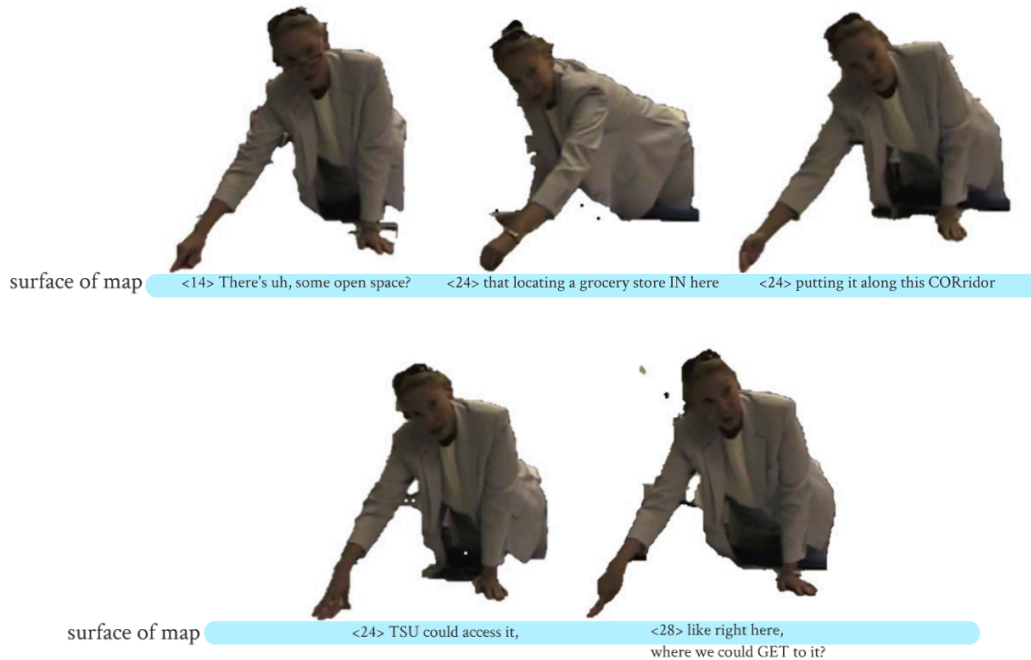 surface of map
<14> There's uh, some open space?
<24> that locating a grocery store IN here
<24> putting it along this CORridor
surface of map
<24> TSU could access it,
<28> like right here,
where we could GET to it?